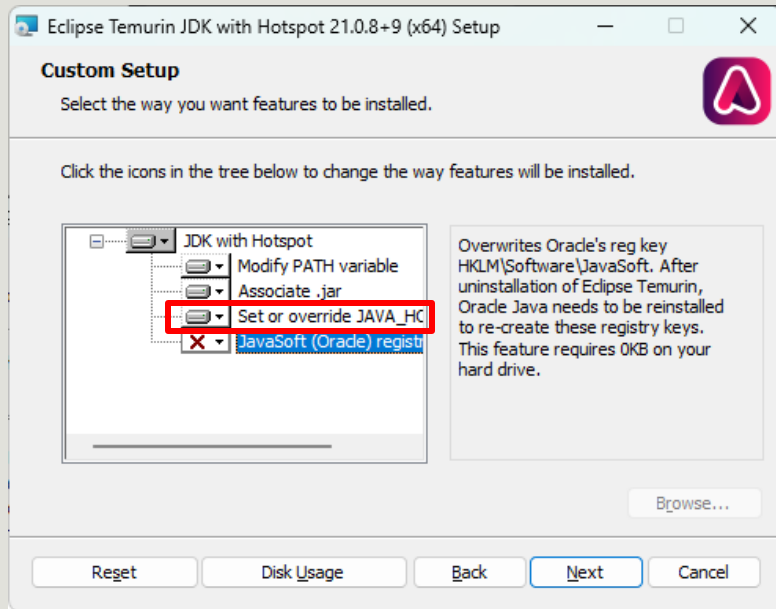 Eclipse Temurin JDK with Hotspot 21.0.8+9 (x64) Setup
Custom Setup
Select the way you want features to be installed.
Click the icons in the tree below to change the way features will be installed.
JDK with Hotspot
Modify PATH variable
Associate .jar
Set or override JAVA_HO
JavaSoft (Oracle) registr
Overwrites Oracle's reg key
HKLM\Software\JavaSoft. After
uninstallation of Eclipse Temurin,
Oracle Java needs to be reinstalled
to re-create these registry keys.
This feature requires 0KB on your
hard drive.
Browse...
Reset
Disk Usage
Back
Next
Cancel